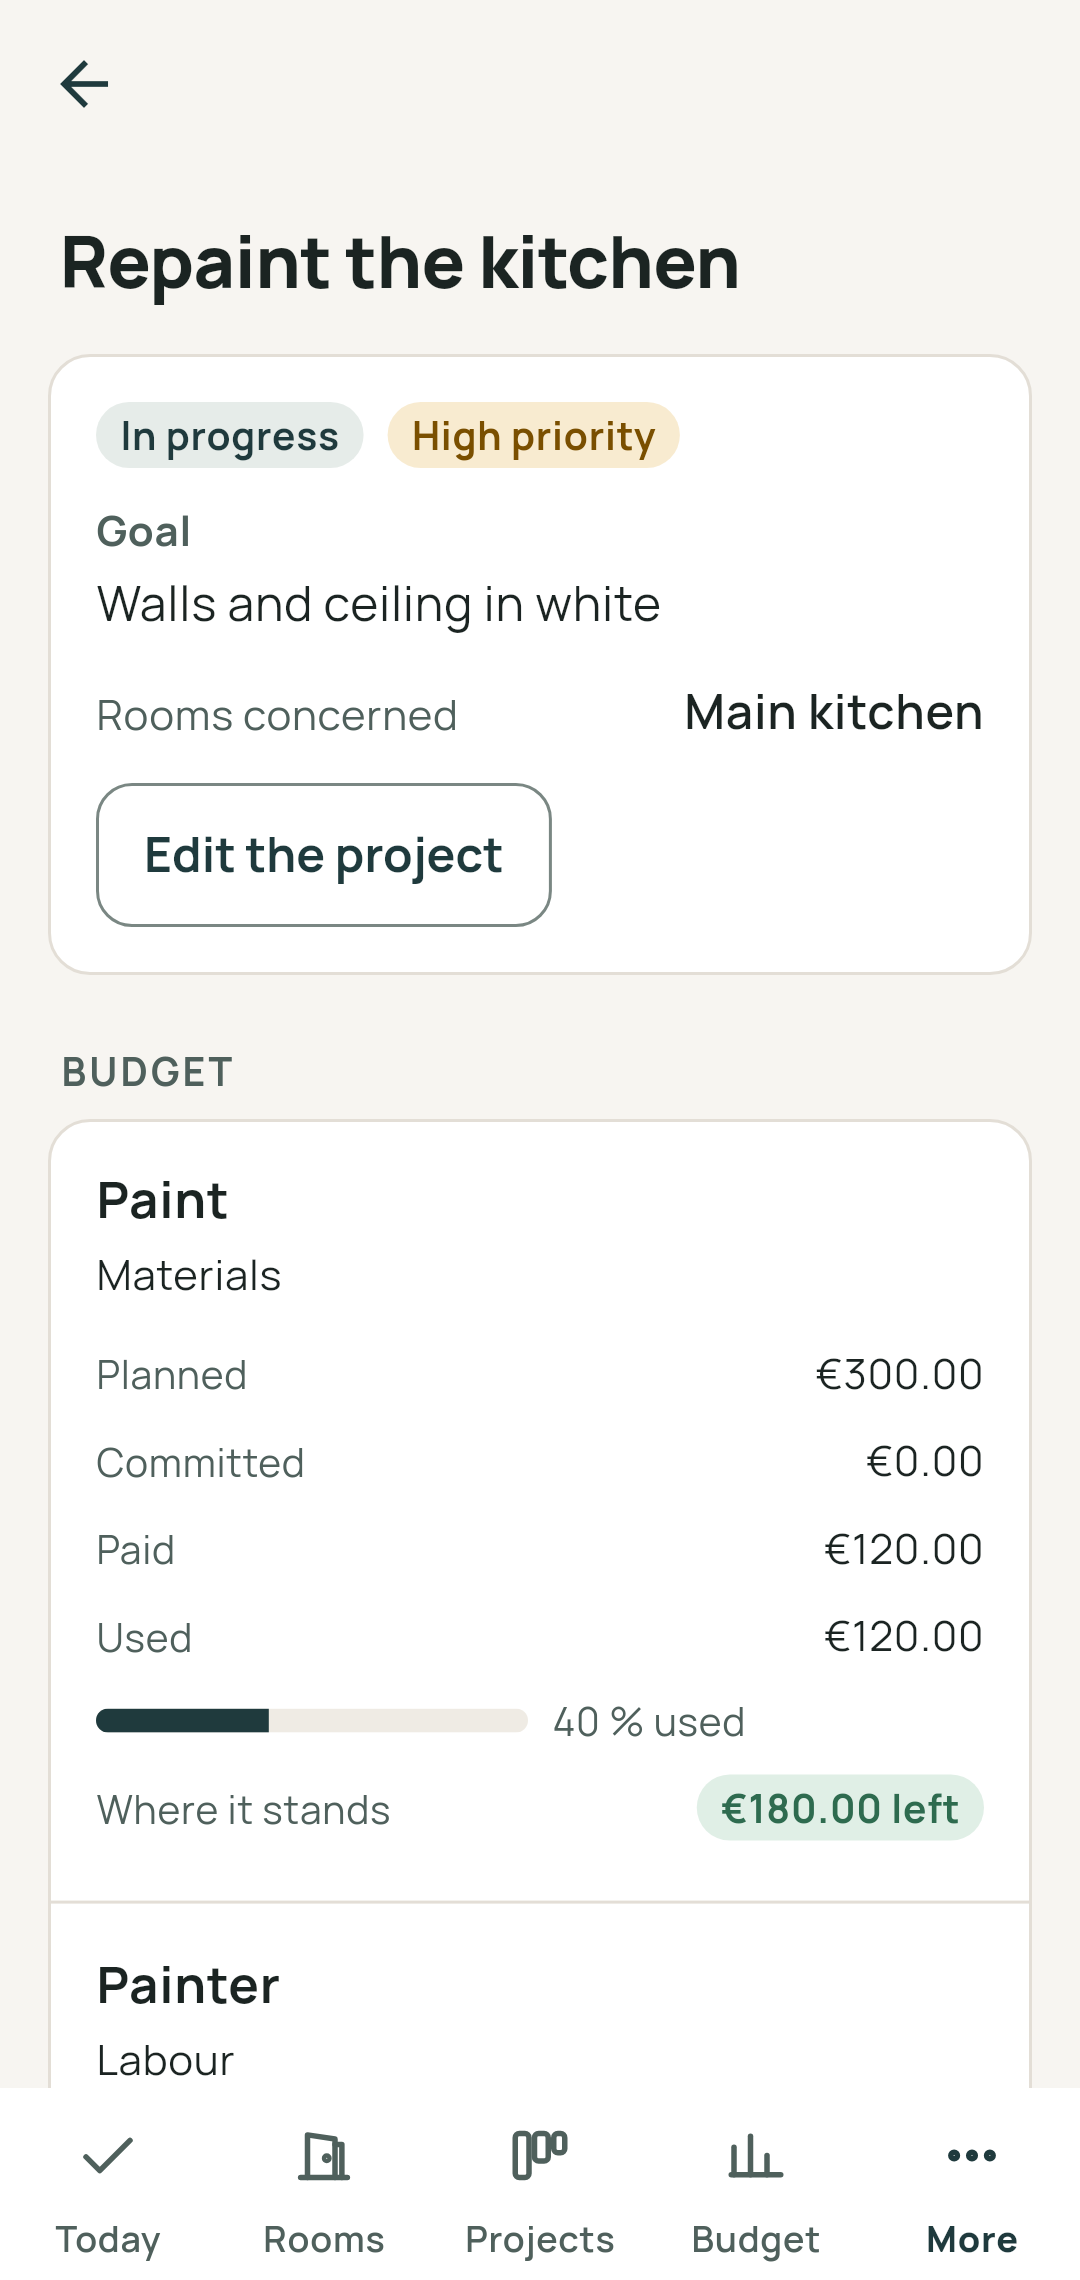 Repaint the kitchen
In progress
High priority
Goal
Walls and ceiling in white
Rooms concerned
Main kitchen
Edit the project
BUDGET
Paint
Materials
Planned
€300.00
Committed
€0.00
Paid
€120.00
Used
€120.00
40 % used
Where it stands
€180.00 left
Painter
Labour
Today
Rooms
Projects
Budget
More